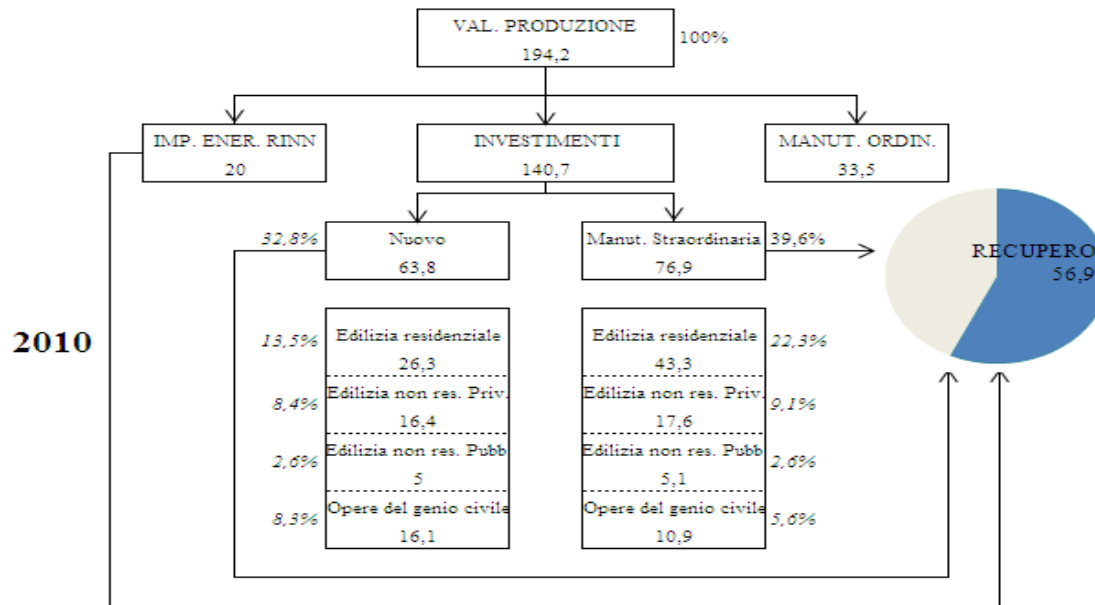 VAL. PRODUZIONE
194,2
100%
IMP. ENER. RINN
20
INVESTIMENTI
140,7
MANUT. ORDIN.
33,5
32,8%
Nuovo
63,8
Manut. Straordinaria
76,9
39,6%
RECUPERO
56,9
2010
13,5%
Edilizia residenziale
26,3
8,4%
Edilizia non res. Priv.
16,4
2,6%
Edilizia non res. Pubb
5
8,3%
Opere del genio civile
16,1
Edilizia residenziale
43,3
22,3%
Edilizia non res. Priv.
17,6
9,1%
Edilizia non res. Pubb
5,1
2,6%
Opere del genio civile
10,9
5,6%